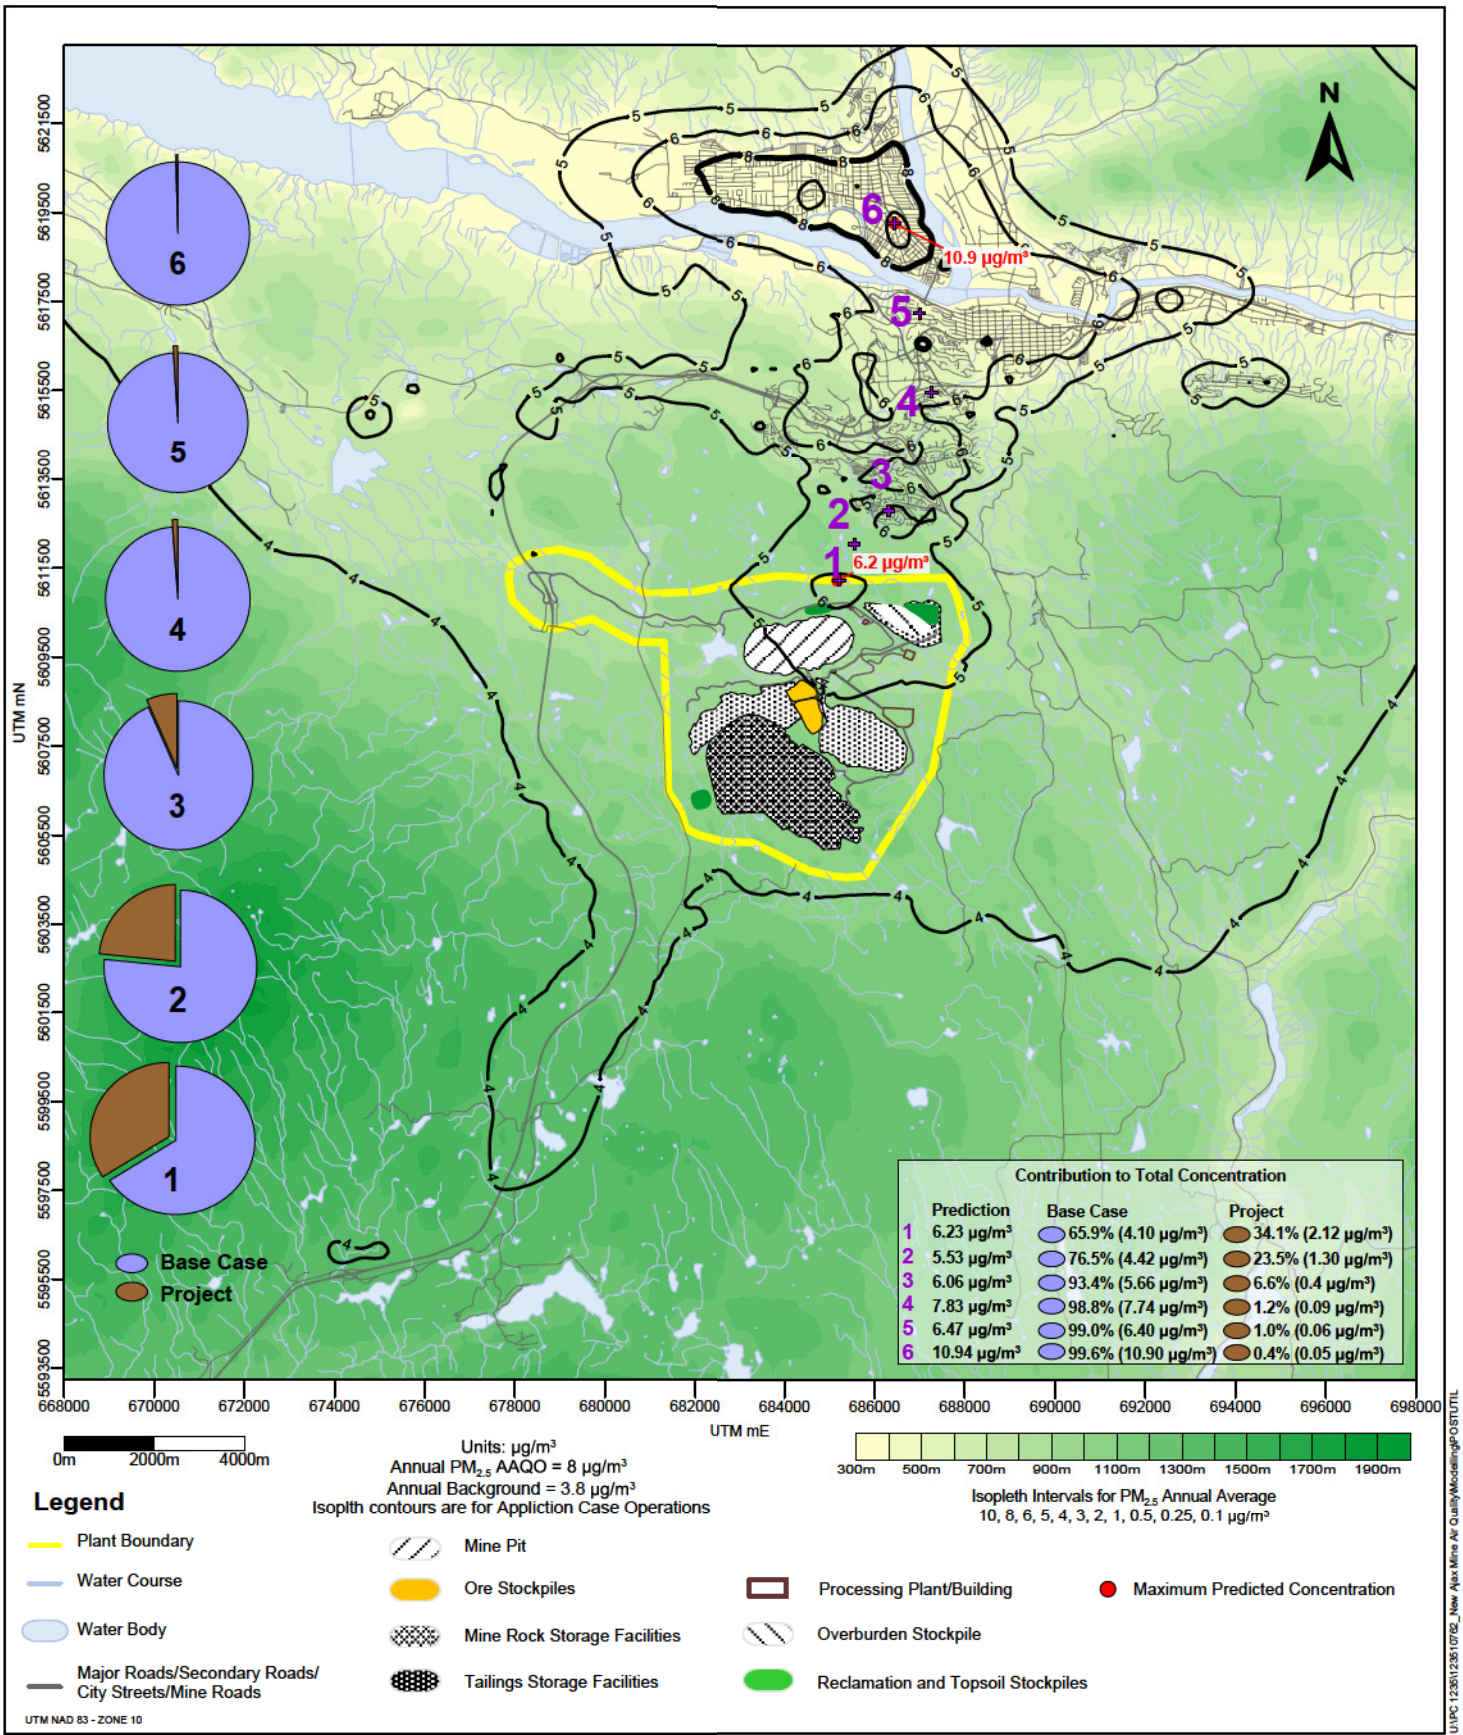 N
5621500
5619500
5617500
5615500
5613500
5611500
5609500
5607500
5605500
5603500
5601500
5599500
5597500
5595500
5593500
UTM mN
6
5
4
3
2
1
Base Case
Project
6
10.9 µg/m³
5
4
3
2
1
6.2 µg/m³
Contribution to Total Concentration
Prediction Base Case Project
1 6.23 µg/m³ 65.9% (4.10 µg/m³) 34.1% (2.12 µg/m³)
2 5.53 µg/m³ 76.5% (4.42 µg/m³) 23.5% (1.30 µg/m³)
3 6.06 µg/m³ 93.4% (5.66 µg/m³) 6.6% (0.4 µg/m³)
4 7.83 µg/m³ 98.8% (7.74 µg/m³) 1.2% (0.09 µg/m³)
5 6.47 µg/m³ 99.0% (6.40 µg/m³) 1.0% (0.06 µg/m³)
6 10.94 µg/m³ 99.6% (10.90 µg/m³) 0.4% (0.05 µg/m³)
668000 670000 672000 674000 676000 678000 680000 682000 684000 686000 688000 690000 692000 694000 696000 698000
UTM mE
0m 2000m 4000m
Units: µg/m³
Annual PM2.5 AAQO = 8 µg/m³
Annual Background = 3.8 µg/m³
Isoplth contours are for Appliction Case Operations
300m 500m 700m 900m 1100m 1300m 1500m 1700m 1900m
Isopleth Intervals for PM2.5 Annual Average
10, 8, 6, 5, 4, 3, 2, 1, 0.5, 0.25, 0.1 µg/m³
Legend
Plant Boundary
Water Course
Water Body
Major Roads/Secondary Roads/
City Streets/Mine Roads
Mine Pit
Ore Stockpiles
Mine Rock Storage Facilities
Tailings Storage Facilities
Processing Plant/Building
Overburden Stockpile
Reclamation and Topsoil Stockpiles
Maximum Predicted Concentration
UTM NAD 83 - ZONE 10